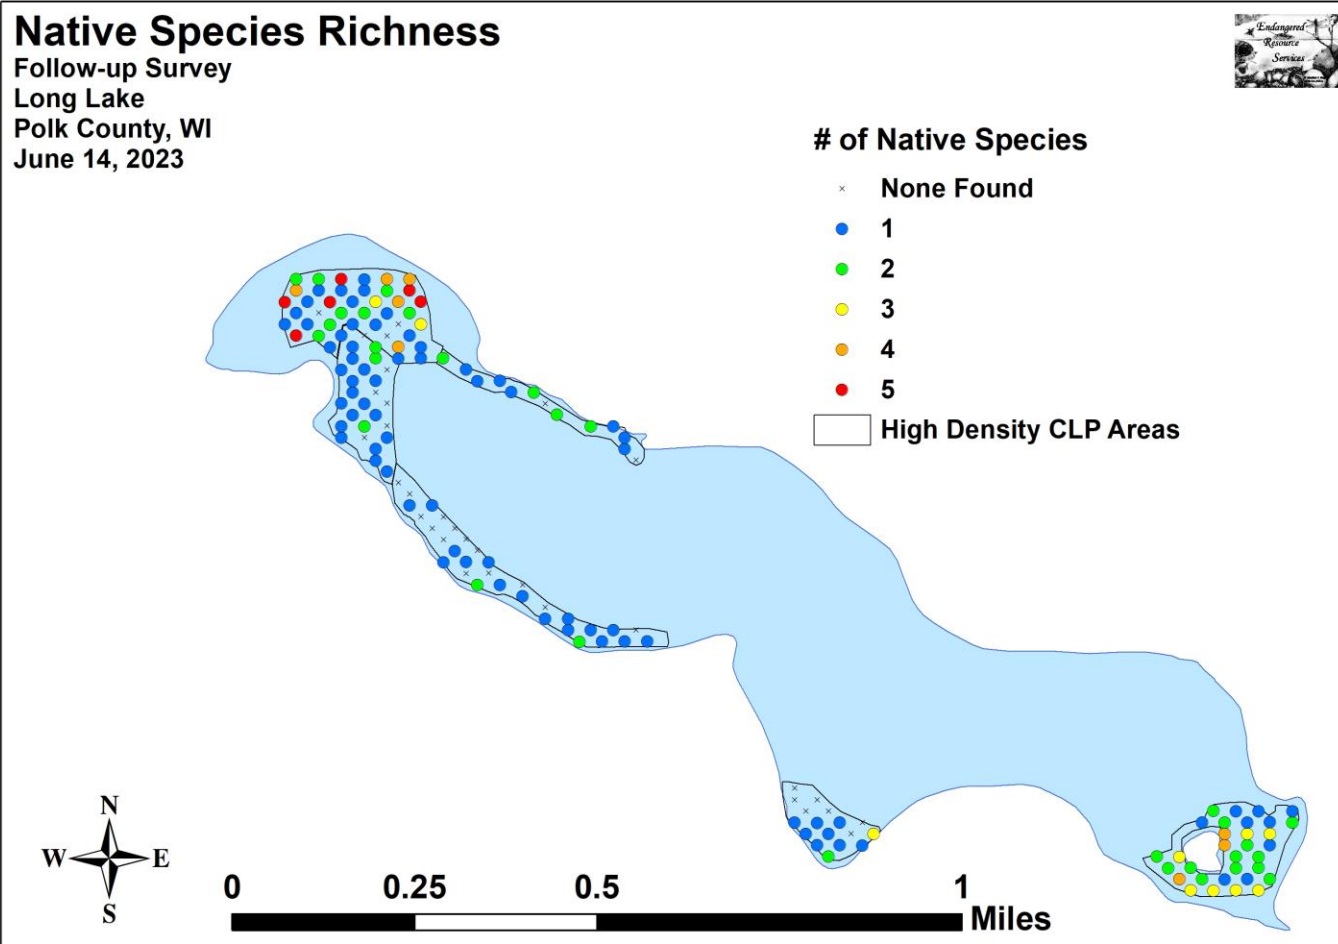 Native Species Richness
Follow-up Survey
Long Lake
Polk County, WI
June 14, 2023
Endangered
Resource
Services
# of Native Species
None Found
1
2
3
4
5
High Density CLP Areas
N
W E
S
0 0.25 0.5 1
Miles